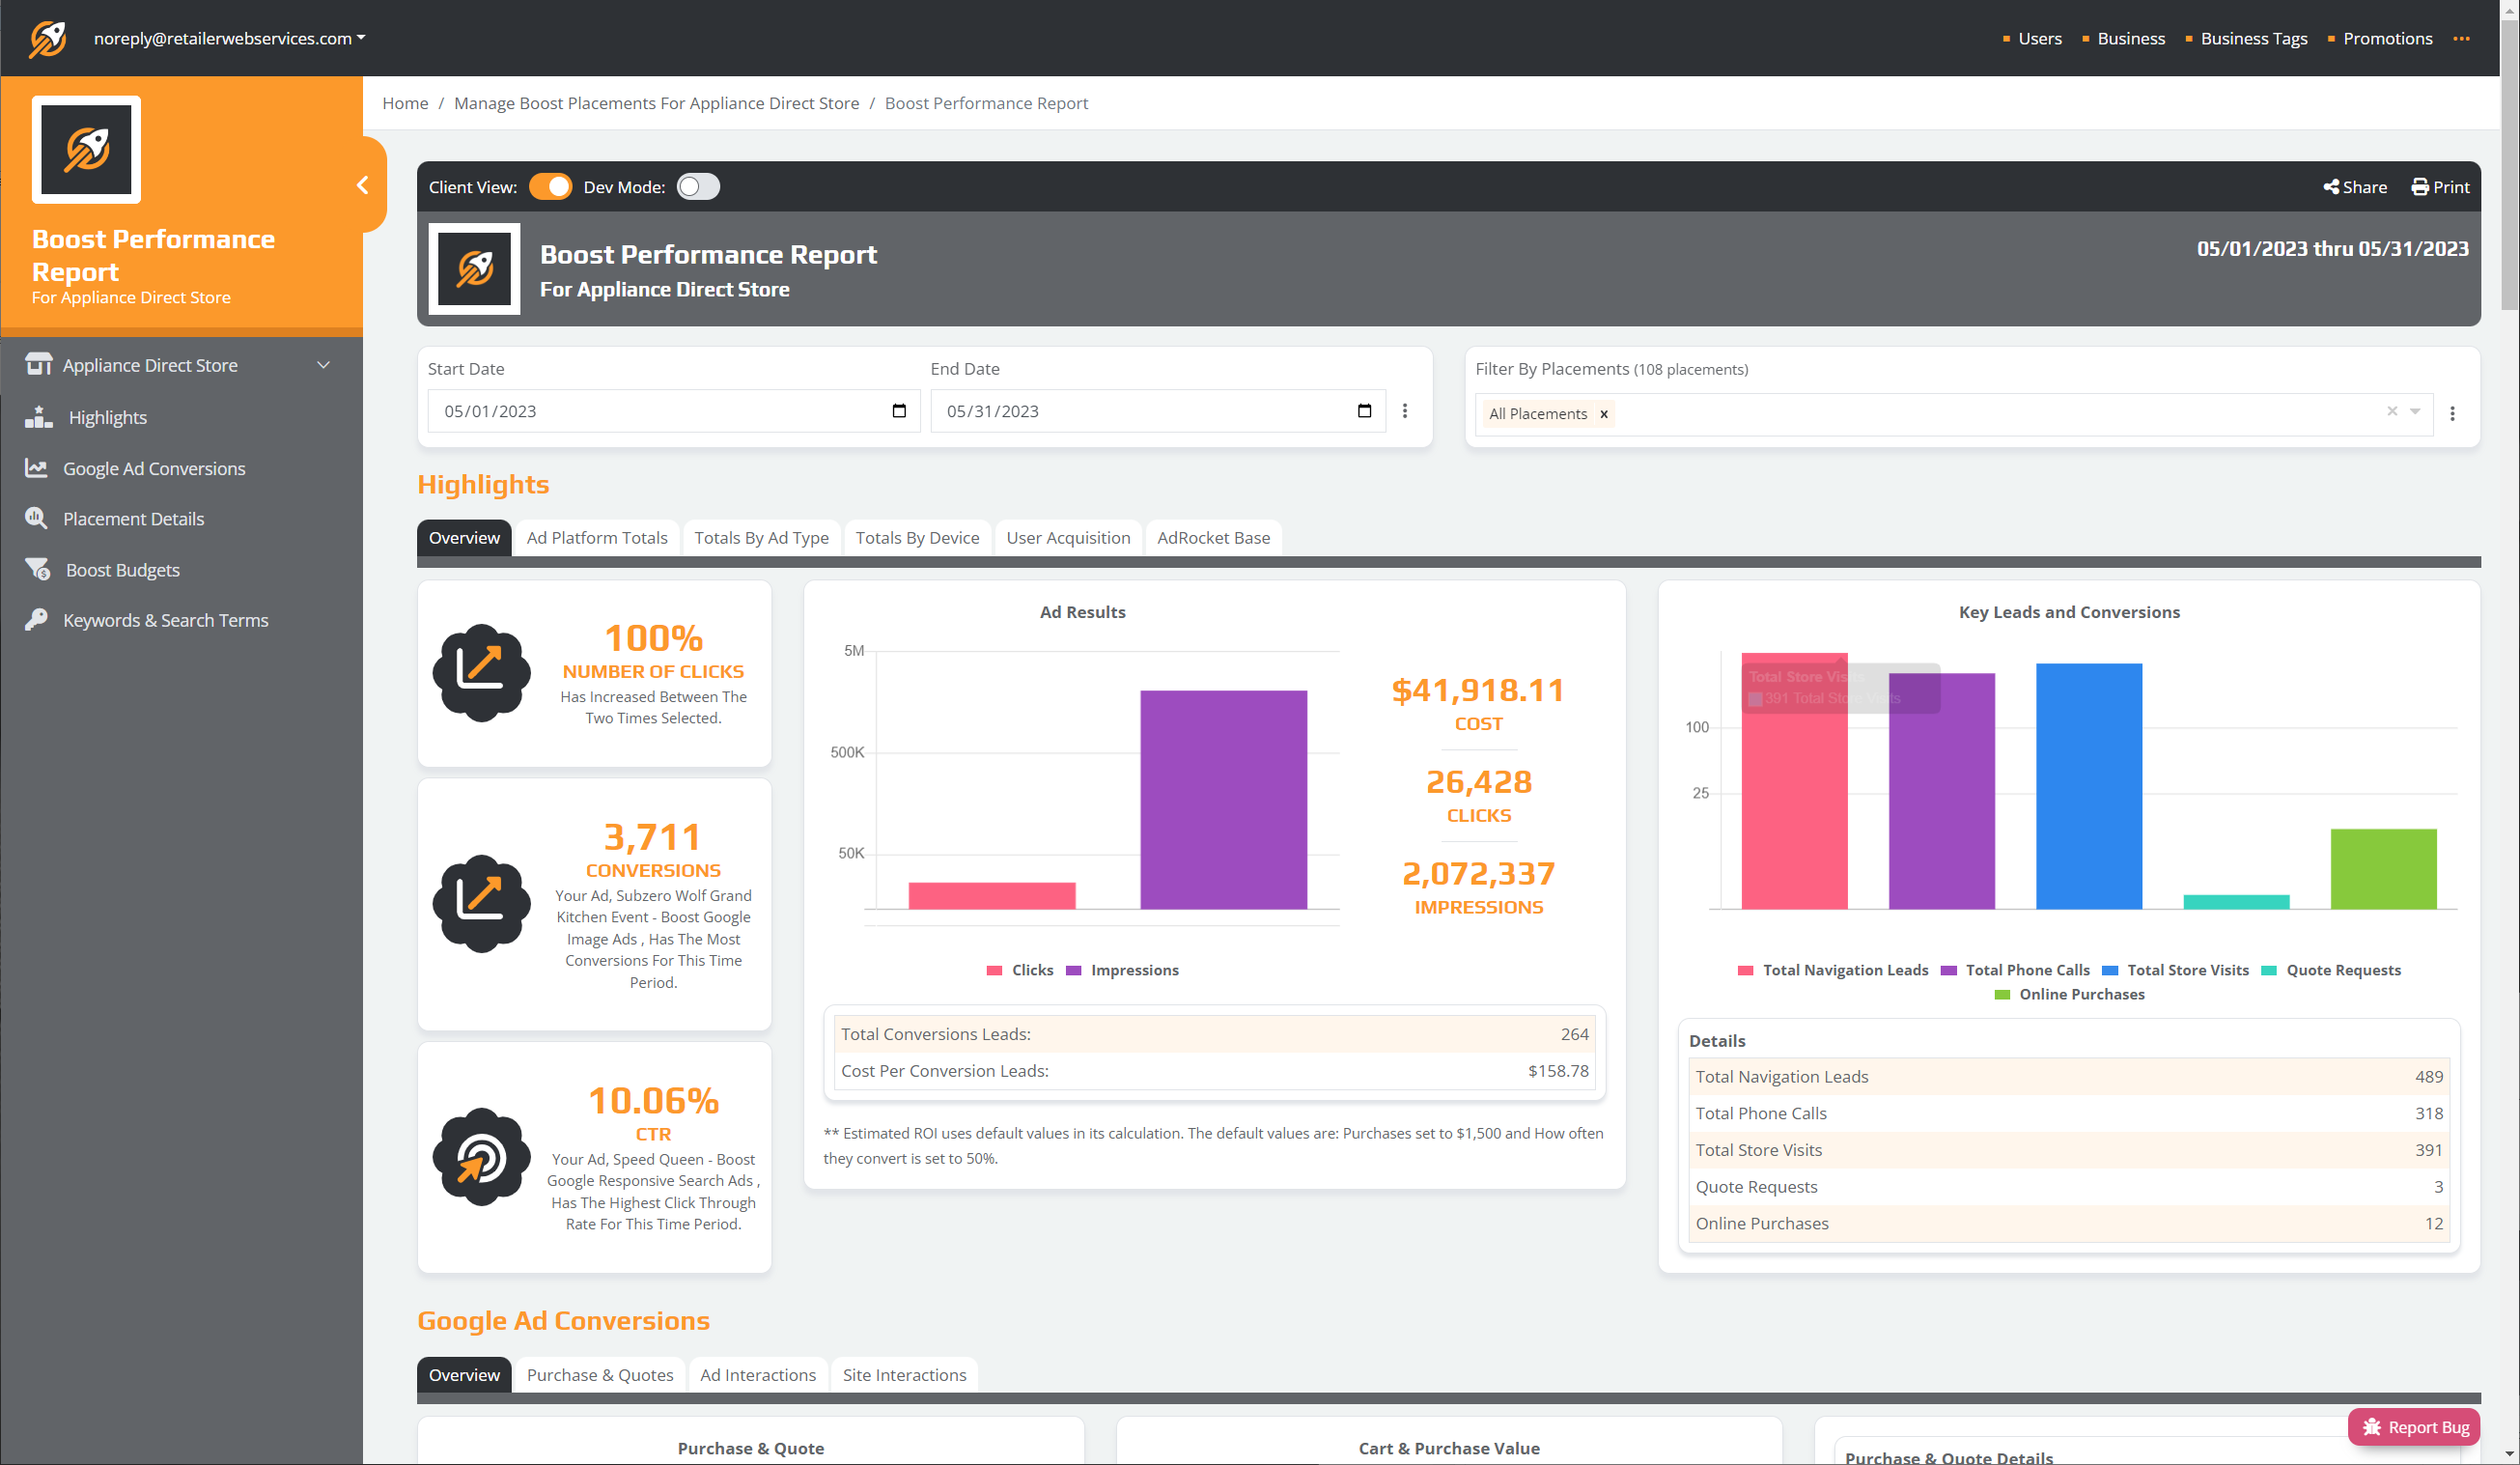 noreply@retailerwebservices.com
Users
Business
Business Tags
Promotions
Home / Manage Boost Placements For Appliance Direct Store / Boost Performance Report
Boost Performance
Report
For Appliance Direct Store
Appliance Direct Store
Highlights
Google Ad Conversions
Placement Details
Boost Budgets
Keywords & Search Terms
Client View:
Dev Mode:
Share
Print
Boost Performance Report
For Appliance Direct Store
05/01/2023 thru 05/31/2023
Start Date
05/01/2023
End Date
05/31/2023
Filter By Placements (108 placements)
All Placements x
Highlights
Overview
Ad Platform Totals
Totals By Ad Type
Totals By Device
User Acquisition
AdRocket Base
100%
NUMBER OF CLICKS
Has Increased Between The
Two Times Selected.
3,711
CONVERSIONS
Your Ad, Subzero Wolf Grand
Kitchen Event - Boost Google
Image Ads , Has The Most
Conversions For This Time
Period.
10.06%
CTR
Your Ad, Speed Queen - Boost
Google Responsive Search Ads ,
Has The Highest Click Through
Rate For This Time Period.
Ad Results
5M
500K
50K
Clicks
Impressions
$41,918.11
COST
26,428
CLICKS
2,072,337
IMPRESSIONS
Total Conversions Leads: 264
Cost Per Conversion Leads: $158.78
** Estimated ROI uses default values in its calculation. The default values are: Purchases set to $1,500 and How often
they convert is set to 50%.
Key Leads and Conversions
Total Store Visits
391 Total Store Visits
100
25
Total Navigation Leads
Total Phone Calls
Total Store Visits
Quote Requests
Online Purchases
Details
Total Navigation Leads 489
Total Phone Calls 318
Total Store Visits 391
Quote Requests 3
Online Purchases 12
Google Ad Conversions
Overview
Purchase & Quotes
Ad Interactions
Site Interactions
Purchase & Quote
Cart & Purchase Value
Purchase & Quote Details
Report Bug